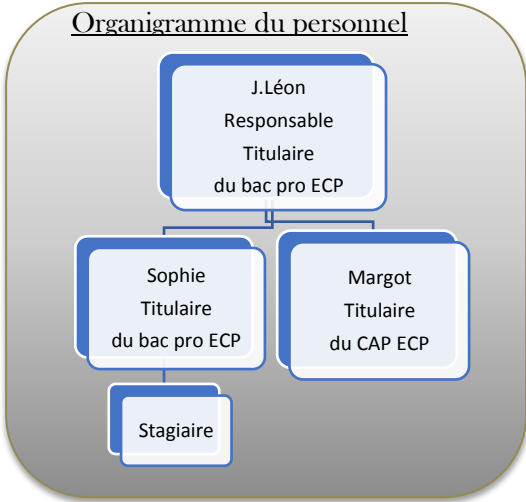 Organigramme du personnel
J.Léon
Responsable
Titulaire
du bac pro ECP
Sophie
Titulaire
du bac pro ECP
Margot
Titulaire
du CAP ECP
Stagiaire